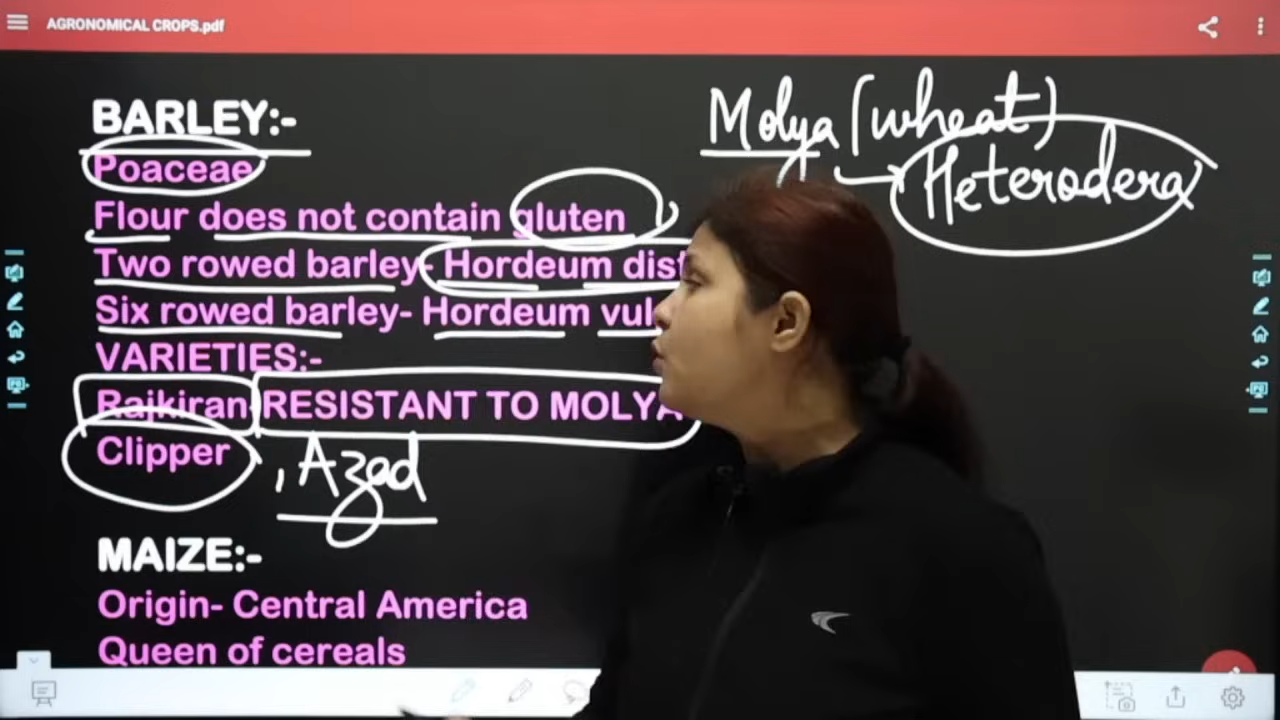 AGRONOMICAL CROPS.pdf
BARLEY:-
Molya (wheat)
Heterodera
Poaceae
Flour does not contain gluten
Two rowed barley- Hordeum dist
Six rowed barley- Hordeum vul
VARIETIES:-
Rajkiran- RESISTANT TO MOLYA
Clipper , Azad
MAIZE:-
Origin- Central America
Queen of cereals